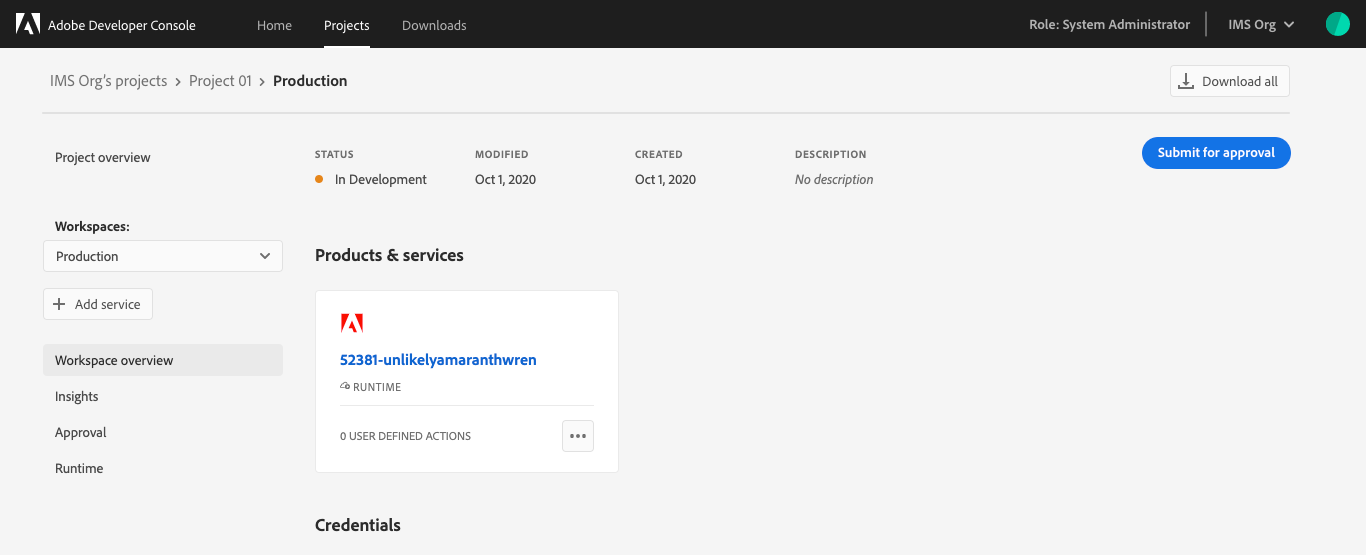 Adobe Developer Console Home Projects Downloads Role: System Administrator IMS Org
IMS Org's projects > Project 01 > Production Download all
Project overview
STATUS MODIFIED CREATED DESCRIPTION
In Development Oct 1, 2020 Oct 1, 2020 No description
Submit for approval
Workspaces:
Production
+ Add service
Workspace overview
Insights
Approval
Runtime
Products & services
52381-unlikelyamaranthwren
RUNTIME
0 USER DEFINED ACTIONS
Credentials